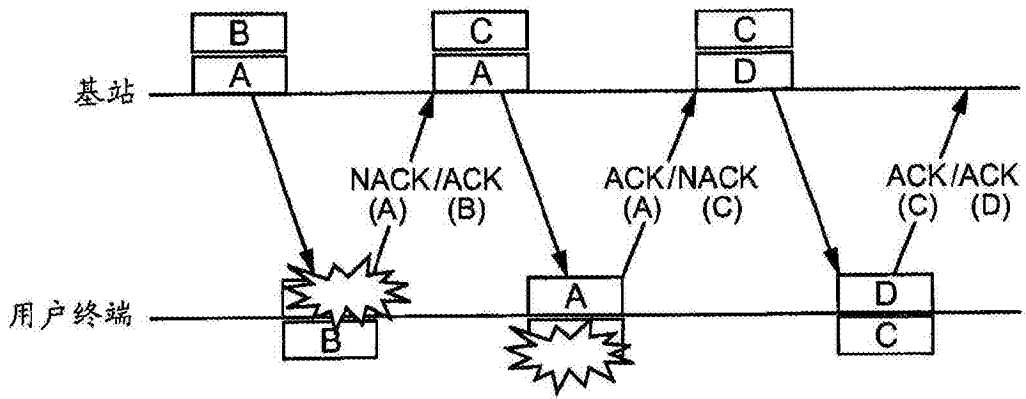 B C C
基站 A A D
NACK/ACK ACK/NACK ACK/ACK
(A) (B) (A) (C) (C) (D)
A D
用户终端
B C